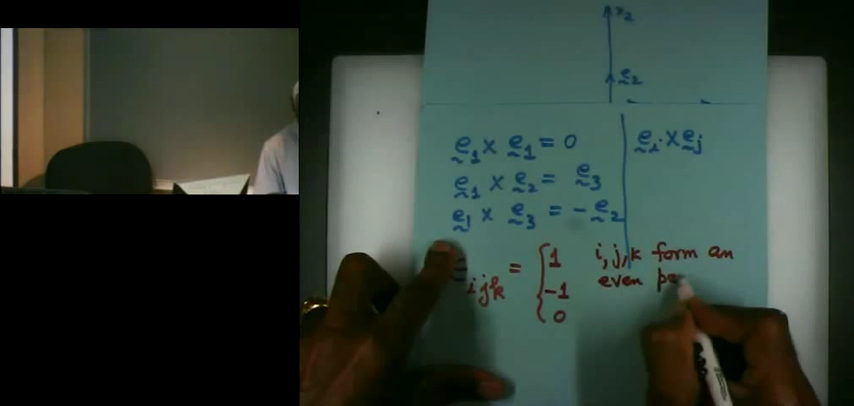 x₂
e₂
e₁ × e₁ = 0
e₁ × e₂ = e₃
e₁ × e₃ = - e₂
eᵢ × eⱼ
ijk = { 1 i, j, k form an
even pe
-1
0